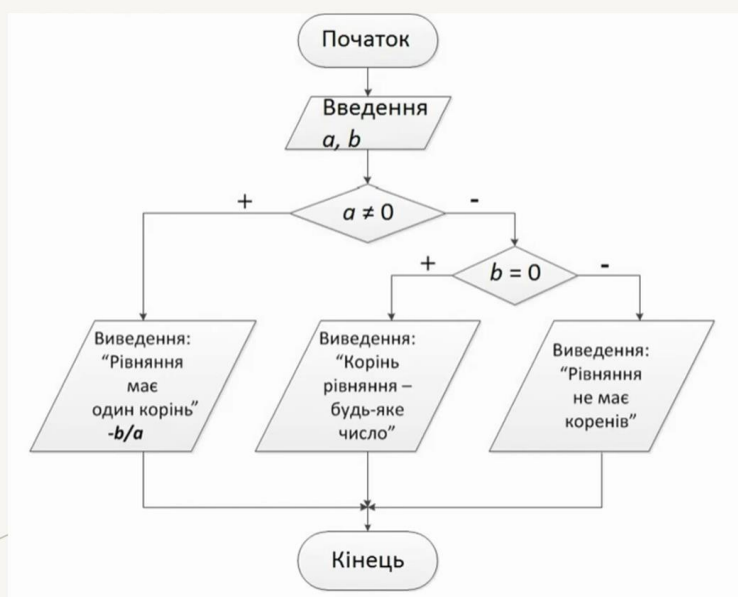 Початок
Введення
a, b
a ≠ 0
+
-
b = 0
+
-
Виведення:
“Рівняння
має
один корінь”
-b/a
Виведення:
“Корінь
рівняння –
будь-яке
число”
Виведення:
“Рівняння
не має
коренів”
Кінець